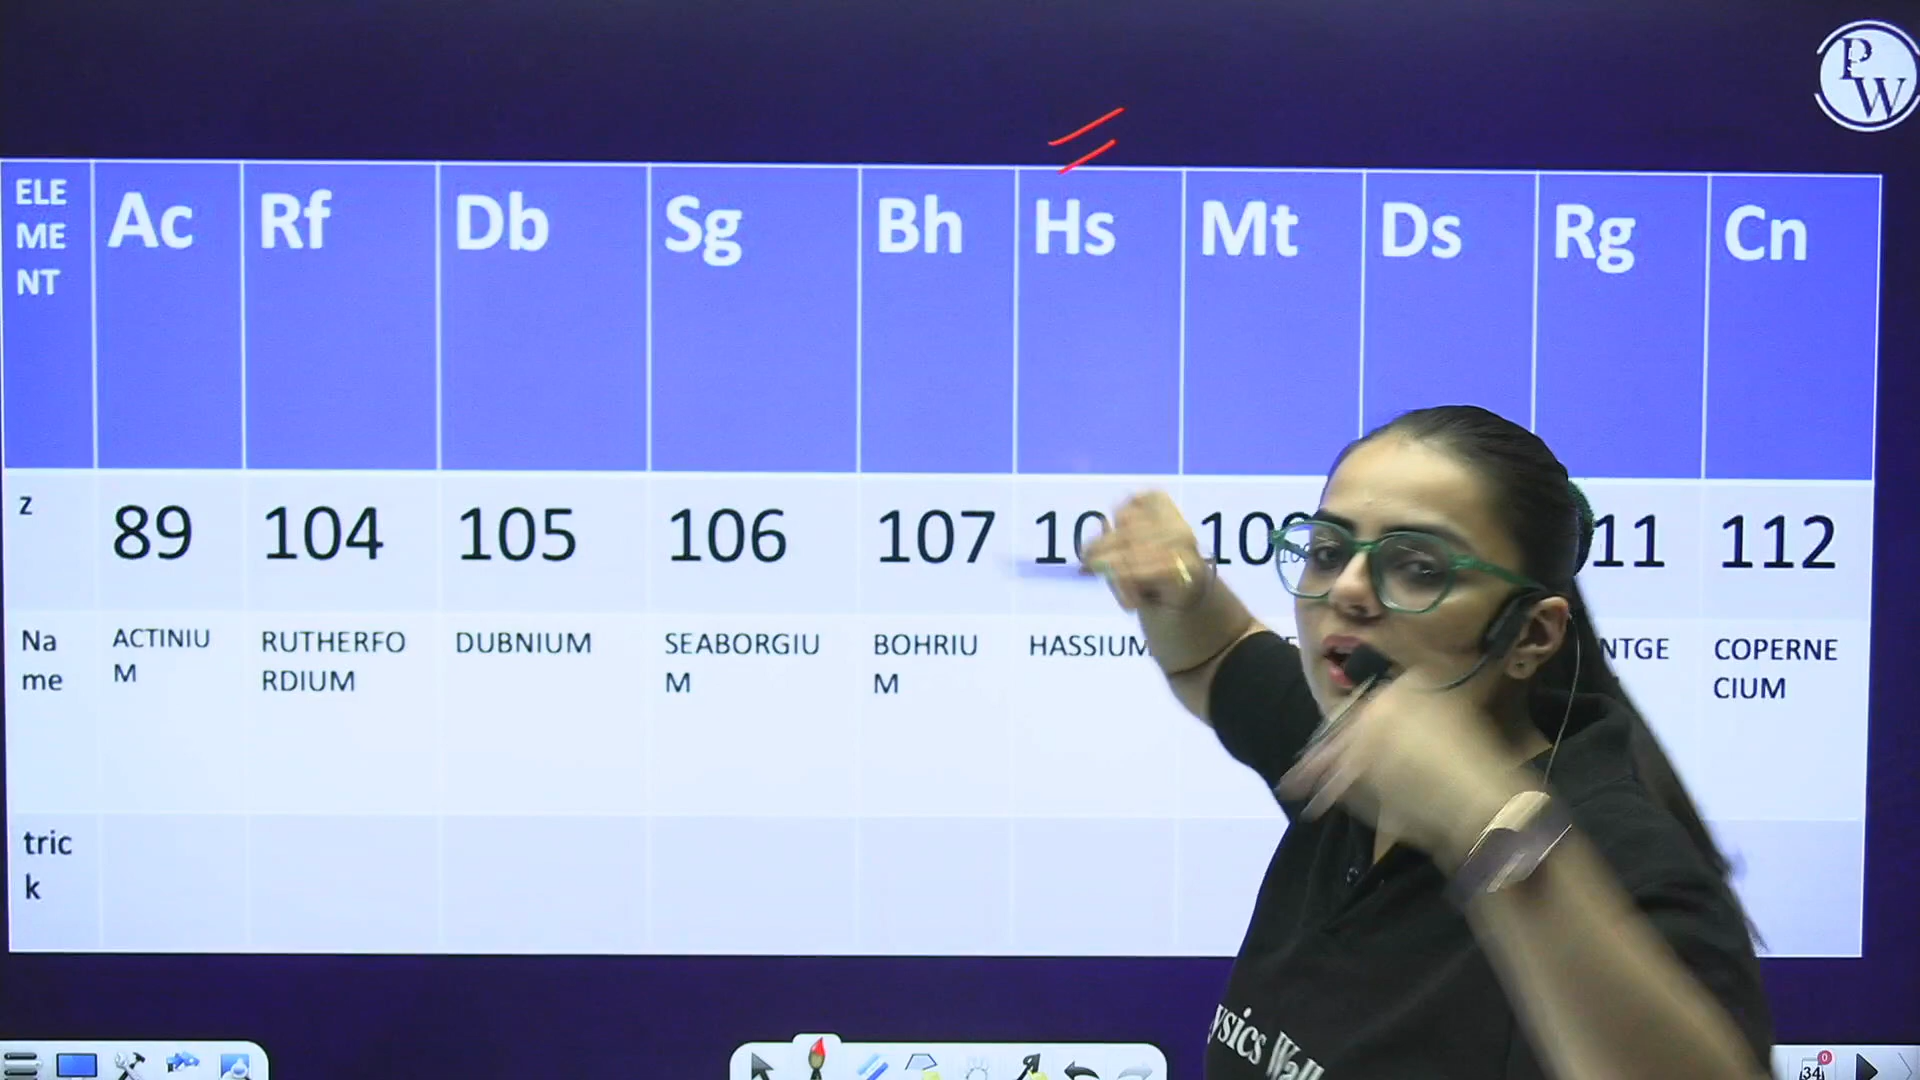 P
W
ELE
ME
NT
Ac
Rf
Db
Sg
Bh
Hs
Mt
Ds
Rg
Cn
z
89
104
105
106
107
112
Na
me
ACTINIU
M
RUTHERFO
RDIUM
DUBNIUM
SEABORGIU
M
BOHRIU
M
HASSIUM
COPERNE
CIUM
tric
k